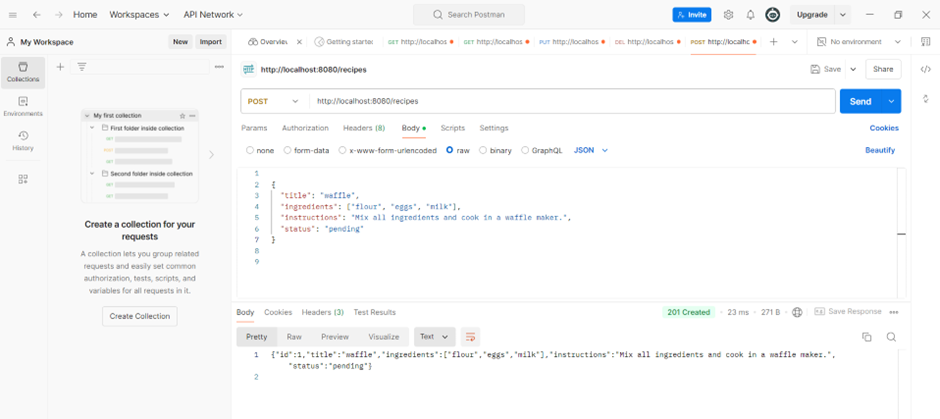 Home Workspaces API Network Search Postman Invite Upgrade
My Workspace New Import Overview Getting starte GET http://localhos GET http://localhos PUT http://localhos DEL http://localhos POST http://localhc No environment
Collections
Environments
History
My first collection
First folder inside collection
Second folder inside collection
Create a collection for your
requests
A collection lets you group related
requests and easily set common
authorization, tests, scripts, and
variables for all requests in it.
Create Collection
http://localhost:8080/recipes Save Share
POST http://localhost:8080/recipes Send
Params Authorization Headers (8) Body Scripts Settings Cookies
none form-data x-www-form-urlencoded raw binary GraphQL JSON Beautify
1
2 {
3 "title": "waffle",
4 "ingredients": ["flour", "eggs", "milk"],
5 "instructions": "Mix all ingredients and cook in a waffle maker.",
6 "status": "pending"
7 }
8
9
Body Cookies Headers (3) Test Results 201 Created 23 ms 271 B Save Response
Pretty Raw Preview Visualize Text
1 {"id":1,"title":"waffle","ingredients":["flour","eggs","milk"],"instructions":"Mix all ingredients and cook in a waffle maker.",
"status":"pending"}
2